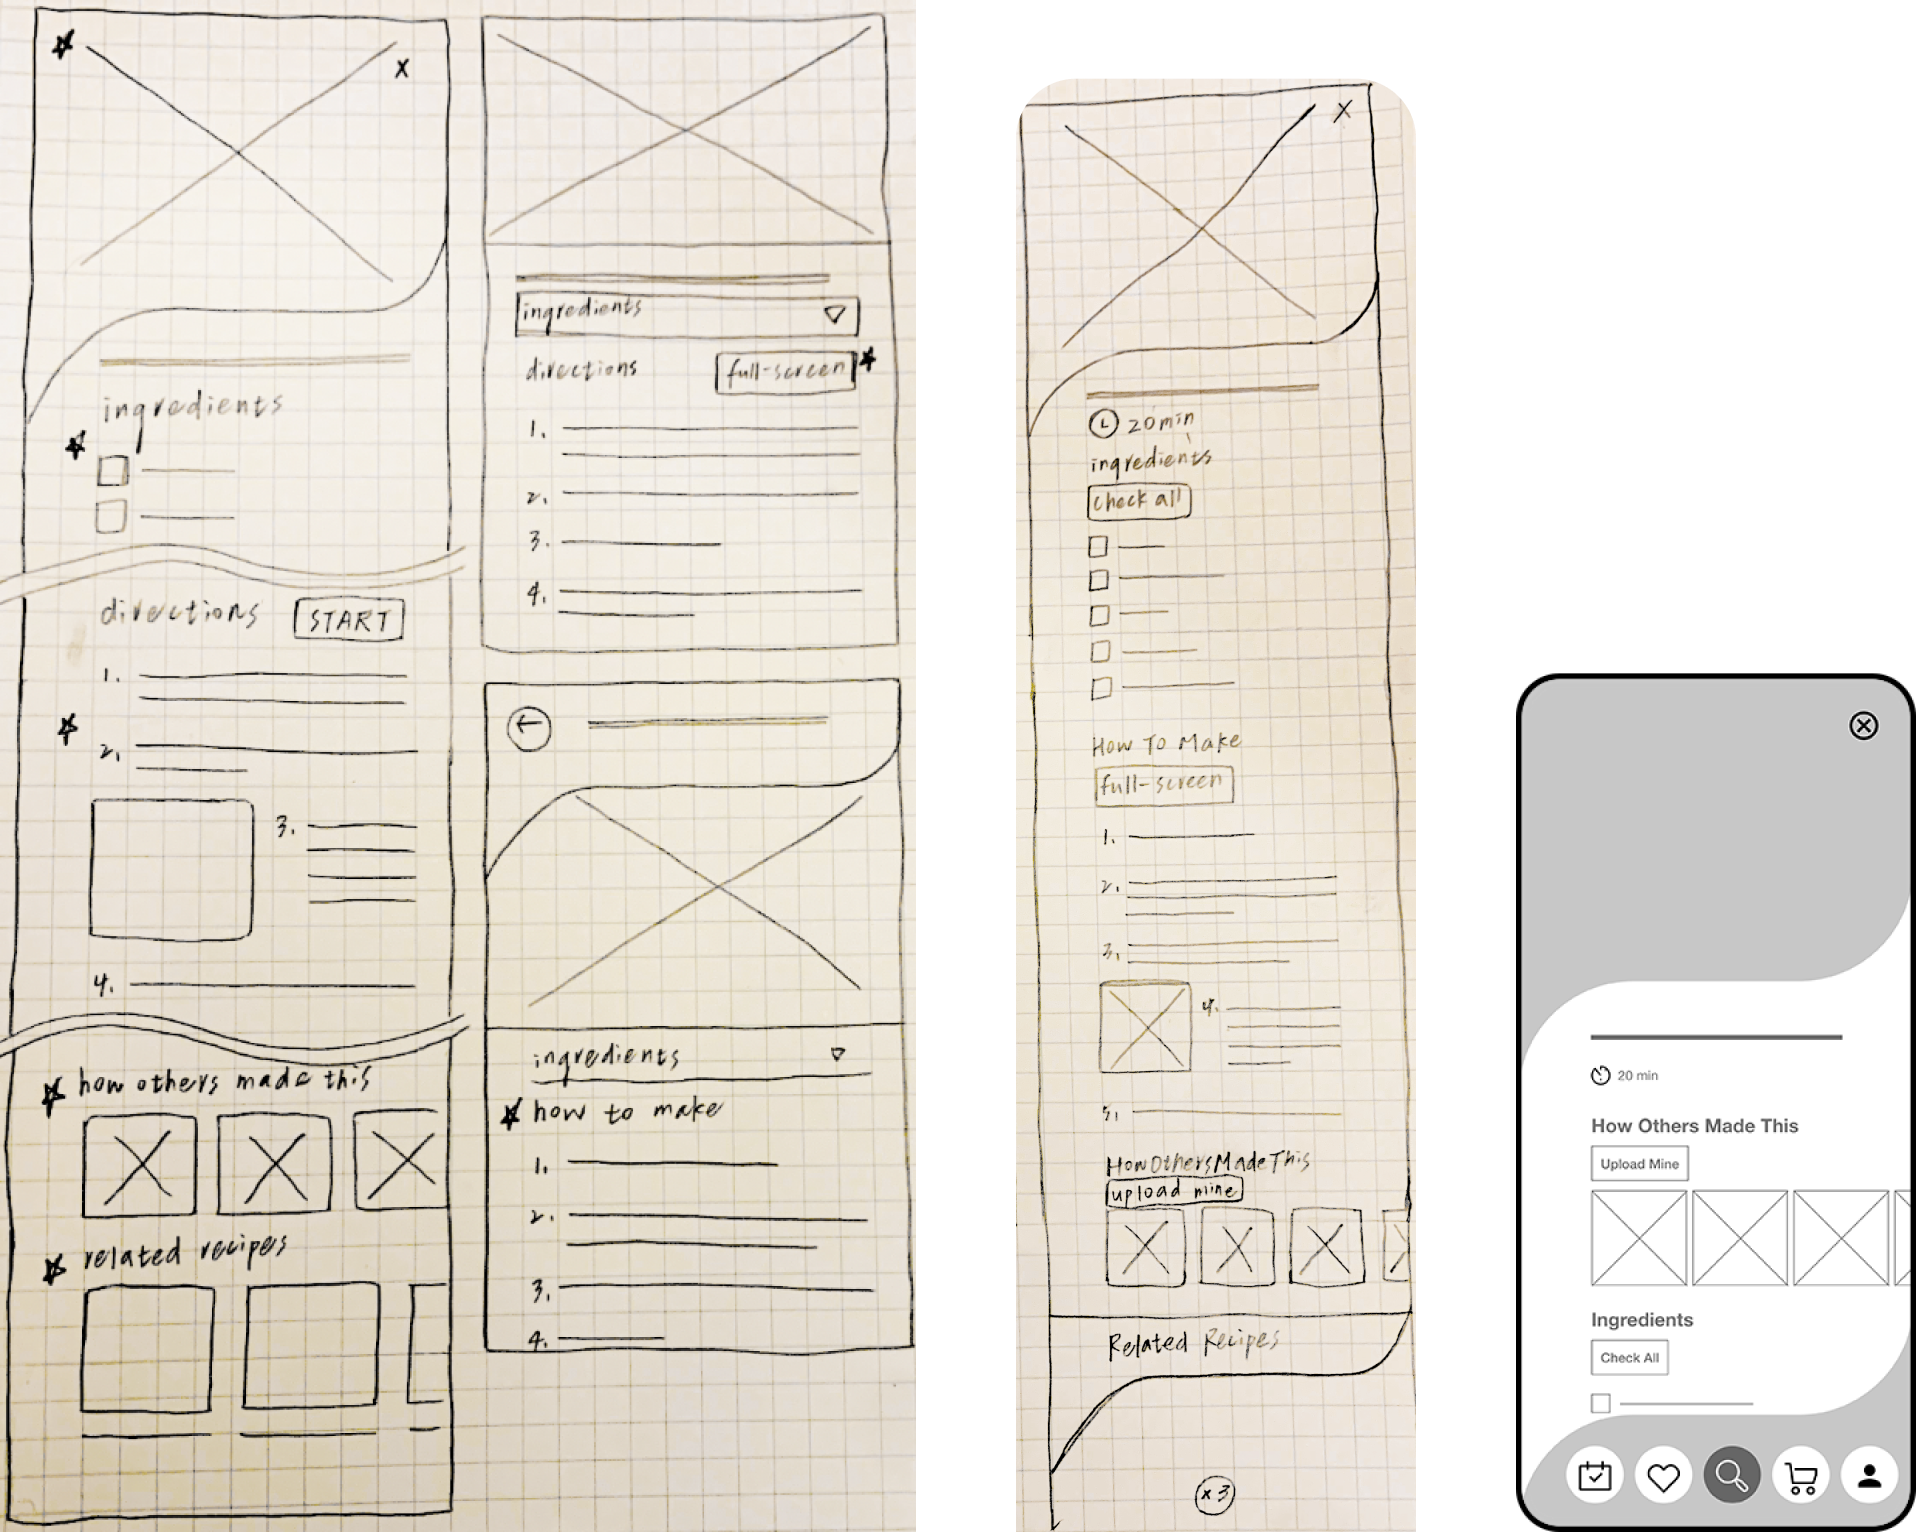 x
ingredients
directions START
1.
2.
3.
4.
how others made this
related recipes
ingredients
directions full-screen
1.
2.
3.
4.
ingredients
how to make
1.
2.
3.
4.
X
20min
ingredients
check all
How To Make
full-screen
1.
2.
3.
4.
5.
HowOthersMadeThis
upload mine
Related Recipes
x3
20 min
How Others Made This
Upload Mine
Ingredients
Check All